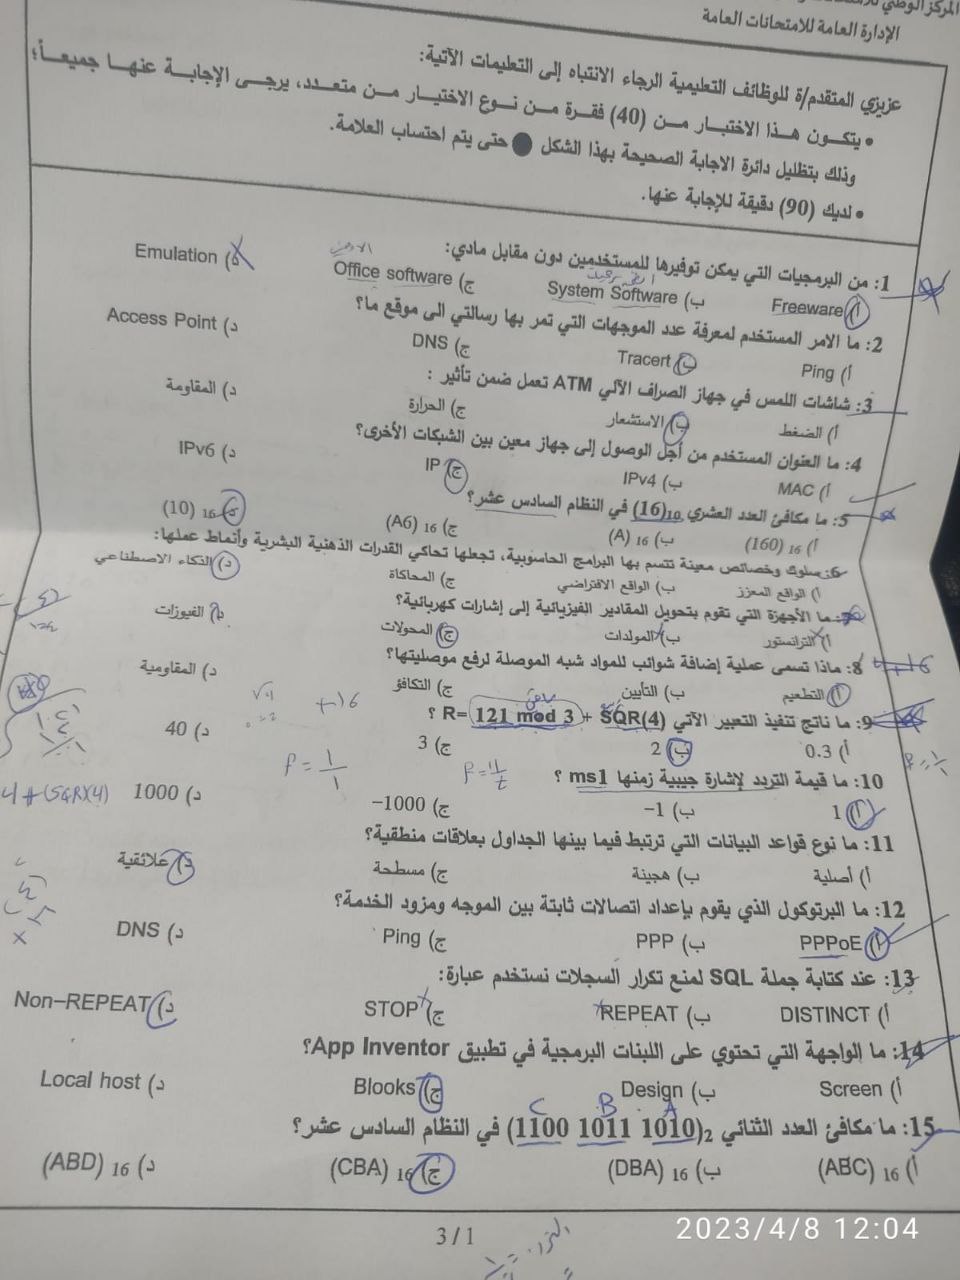 المركز الوطني
الإدارة العامة للامتحانات العامة
عزيزي المتقدم/ة للوظائف التعليمية الرجاء الانتباه إلى التعليمات الآتية:
• يتكون هذا الاختبار من (40) فقرة من نوع الاختيار من متعدد، يرجى الإجابة عنها جميعاً؛
وذلك بتظليل دائرة الاجابة الصحيحة بهذا الشكل ● حتى يتم احتساب العلامة.
• لديك (90) دقيقة للإجابة عنها.
1: من البرمجيات التي يمكن توفيرها للمستخدمين دون مقابل مادي:
أ) Freeware ب) System Software ج) Office software د) Emulation
2: ما الامر المستخدم لمعرفة عدد الموجهات التي تمر بها رسالتي الى موقع ما؟
أ) Ping ب) Tracert ج) DNS د) Access Point
3: شاشات اللمس في جهاز الصراف الآلي ATM تعمل ضمن تأثير :
أ) الضغط ب) الاستشعار ج) الحرارة د) المقاومة
4: ما العنوان المستخدم من أجل الوصول إلى جهاز معين بين الشبكات الأخرى؟
أ) MAC ب) IPv4 ج) IP د) IPv6
5: ما مكافئ العدد العشري (16)10 في النظام السادس عشر؟
أ) (160) 16 ب) (A) 16 ج) (A6) 16 د) (10) 16
6: سلوك وخصائص معينة تتسم بها البرامج الحاسوبية، تجعلها تحاكي القدرات الذهنية البشرية وأنماط عملها:
أ) الواقع المعزز ب) الواقع الافتراضي ج) المحاكاة د) الذكاء الاصطناعي
7: ما الأجهزة التي تقوم بتحويل المقادير الفيزيائية إلى إشارات كهربائية؟
أ) الترانستور ب) المولدات ج) المحولات د) الفيوزات
8: ماذا تسمى عملية إضافة شوائب للمواد شبه الموصلة لرفع موصليتها؟
+16
أ) التطعيم ب) التأيين ج) التكافؤ د) المقاومية
+16
9: ما ناتج تنفيذ التعبير الآتي R= 121 mod 3 + SQR(4) ؟
أ) 0.3 ب) 2 ج) 3 د) 40
10: ما قيمة التردد لإشارة جيبية زمنها ms1 ؟
أ) 1 ب) 1- ج) 1000- د) 1000
11: ما نوع قواعد البيانات التي ترتبط فيما بينها الجداول بعلاقات منطقية؟
أ) أصلية ب) هجينة ج) مسطحة د) علائقية
12: ما البرتوكول الذي يقوم بإعداد اتصالات ثابتة بين الموجه ومزود الخدمة؟
أ) PPPoE ب) PPP ج) Ping د) DNS
13: عند كتابة جملة SQL لمنع تكرار السجلات نستخدم عبارة:
أ) DISTINCT ب) REPEAT ج) STOP د) Non-REPEAT
14: ما الواجهة التي تحتوي على اللبنات البرمجية في تطبيق App Inventor؟
أ) Screen ب) Design ج) Blooks د) Local host
C B A
15: ما مكافئ العدد الثنائي (1100 1011 1010)2 في النظام السادس عشر؟
أ) (ABC) 16 ب) (DBA) 16 ج) (CBA) 16 د) (ABD) 16
3/1
2023/4/8 12:04